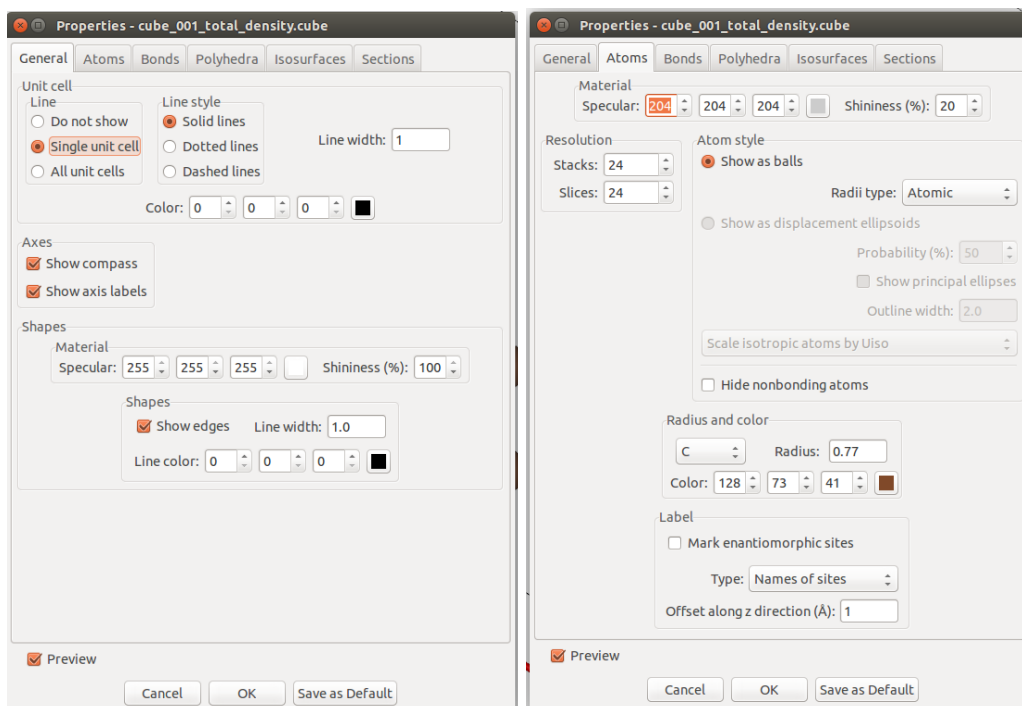 Properties - cube_001_total_density.cube
General Atoms Bonds Polyhedra Isosurfaces Sections
Unit cell
Line
Do not show
Single unit cell
All unit cells
Line style
Solid lines
Dotted lines
Dashed lines
Line width: 1
Color: 0 0 0
Axes
Show compass
Show axis labels
Shapes
Material
Specular: 255 255 255 Shininess (%): 100
Shapes
Show edges Line width: 1.0
Line color: 0 0 0
Preview
Cancel OK Save as Default
Properties - cube_001_total_density.cube
General Atoms Bonds Polyhedra Isosurfaces Sections
Material
Specular: 204 204 204 Shininess (%): 20
Resolution
Stacks: 24
Slices: 24
Atom style
Show as balls
Radii type: Atomic
Show as displacement ellipsoids
Probability (%): 50
Show principal ellipses
Outline width: 2.0
Scale isotropic atoms by Uiso
Hide nonbonding atoms
Radius and color
C Radius: 0.77
Color: 128 73 41
Label
Mark enantiomorphic sites
Type: Names of sites
Offset along z direction (Å): 1
Preview
Cancel OK Save as Default